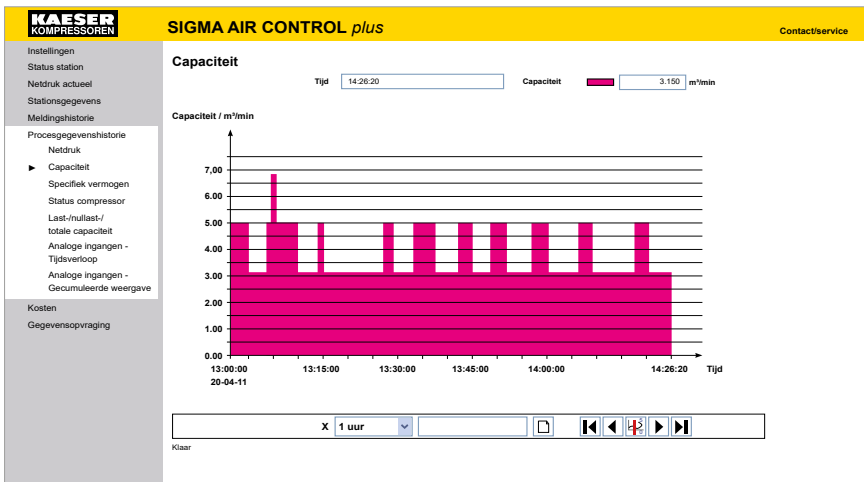 KAESER
KOMPRESSOREN
SIGMA AIR CONTROL plus
Contact/service
Instellingen
Status station
Netdruk actueel
Stationsgegevens
Meldingshistorie
Procesgegevenshistorie
Netdruk
Capaciteit
Specifiek vermogen
Status compressor
Last-/nullast-/
totale capaciteit
Analoge ingangen -
Tijdsverloop
Analoge ingangen -
Gecumuleerde weergave
Kosten
Gegevensopvraging
Capaciteit
Tijd 14:26:20 Capaciteit 3.150 m³/min
Capaciteit / m³/min
7,00
6.00
5.00
4.00
3.00
2.00
1.00
0.00
13:00:00 13:15:00 13:30:00 13:45:00 14:00:00 14:26:20 Tijd
20-04-11
X 1 uur
Klaar